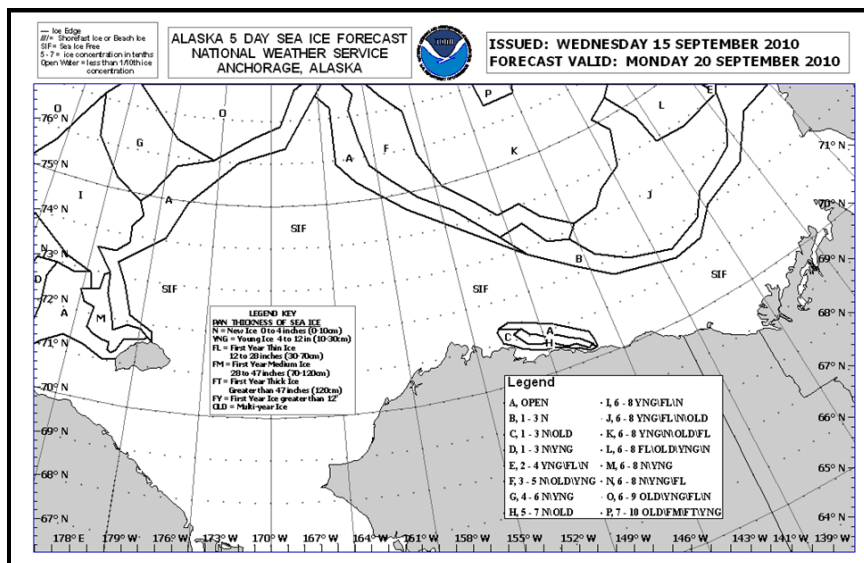 — Ice Edge
///= Shorefast Ice or Beach Ice
SIF= Sea Ice Free
5 - 7 = ice concentration in tenths
Open Water = less than 1/10th ice
concentration
ALASKA 5 DAY SEA ICE FORECAST
NATIONAL WEATHER SERVICE
ANCHORAGE, ALASKA
ISSUED: WEDNESDAY 15 SEPTEMBER 2010
FORECAST VALID: MONDAY 20 SEPTEMBER 2010
O
76° N
G
O
A
F
P
K
L
E
71° N
75° N
I
A
J
70° N
74° N
SIF
N
73° N
B
69° N
D
SIF
SIF
SIF
A
72° N
M
68° N
71° N
C
A
H
LEGEND KEY
PAN THICKNESS OF SEA ICE
N = New Ice 0 to 4 inches (0-10cm)
YNG = Young Ice 4 to 12 in (10-30cm)
FL = First Year Thin Ice
12 to 28 inches (30-70cm)
FM = First Year Medium Ice
28 to 47 inches (70-120cm)
FT = First Year Thick Ice
Greater than 47 inches (120cm)
FY = First Year Ice greater than 12'
OLD = Multi-year Ice
70° N
67° N
69° N
66° N
68° N
65° N
67° N
64° N
Legend
A, OPEN
B, 1 - 3 N
C, 1 - 3 N\OLD
D, 1 - 3 N\YNG
E, 2 - 4 YNG\FL\N
F, 3 - 5 N\OLD\YNG
G, 4 - 6 N\YNG
H, 5 - 7 N\OLD
· I, 6 - 8 YNG\FL\N
· J, 6 - 8 YNG\FL\N\OLD
· K, 6 - 8 YNG\N\OLD\FL
· L, 6 - 8 FL\OLD\YNG\N
· M, 6 - 8 N\YNG
· N, 6 - 8 N\YNG\FL
· O, 6 - 9 OLD\YNG\FL\N
· P, 7 - 10 OLD\FM\FT\YNG
178° E 179° W 176° W 173° W 170° W 167° W 164° W 161° W 158° W 155° W 152° W 149° W 146° W 143° W 141° W 139° W 137° W